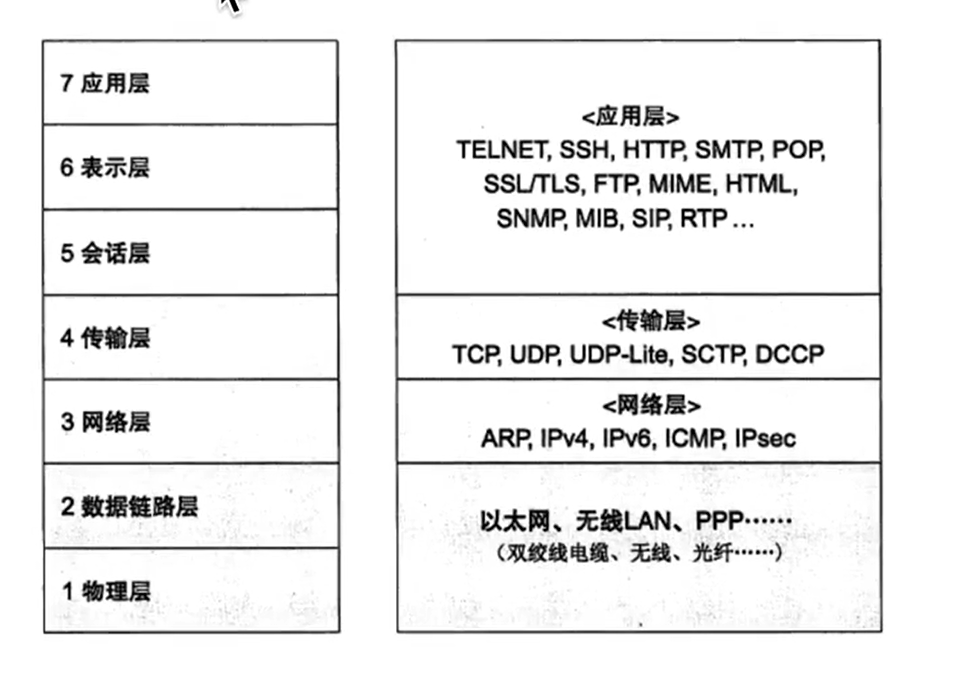 7 应用层
6 表示层
5 会话层
4 传输层
3 网络层
2 数据链路层
1 物理层
<应用层>
TELNET, SSH, HTTP, SMTP, POP,
SSL/TLS, FTP, MIME, HTML,
SNMP, MIB, SIP, RTP ...
<传输层>
TCP, UDP, UDP-Lite, SCTP, DCCP
<网络层>
ARP, IPv4, IPv6, ICMP, IPsec
以太网、无线LAN、PPP……
（双绞线电缆、无线、光纤……）